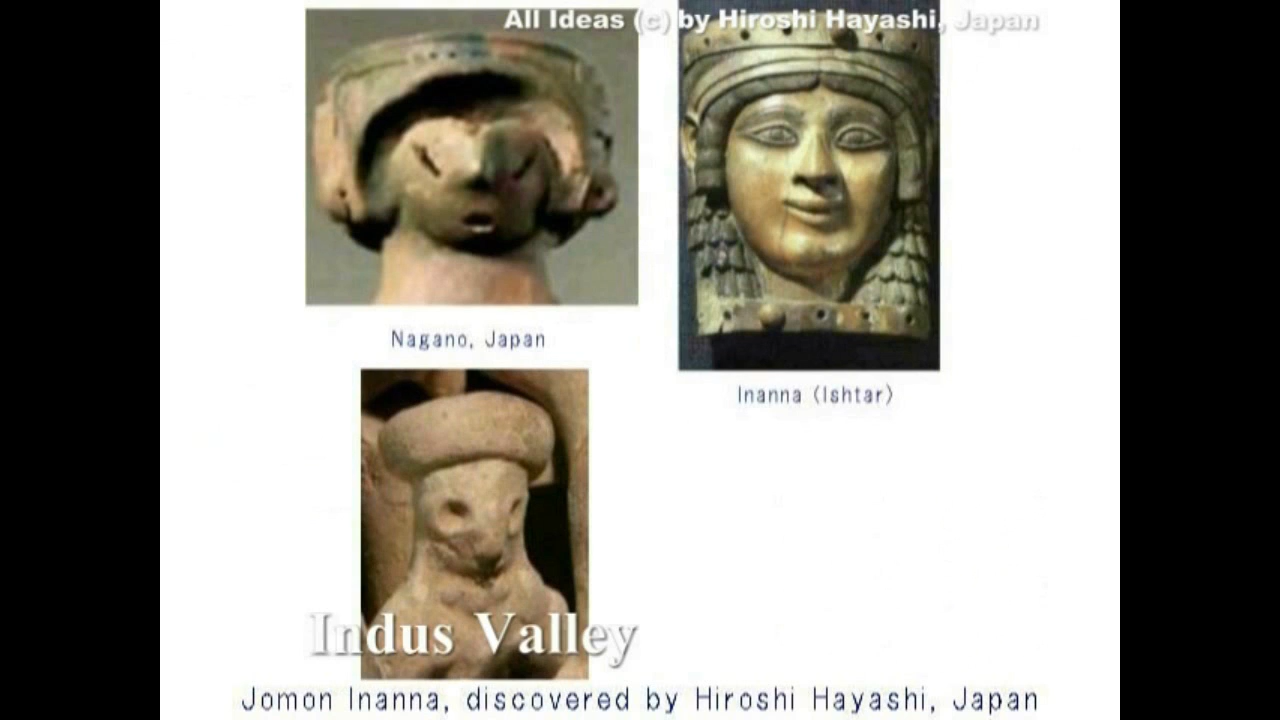 All Ideas (c) by Hiroshi Hayashi, Japan
Nagano, Japan
Inanna (Ishtar)
Indus Valley
Jomon Inanna, discovered by Hiroshi Hayashi, Japan